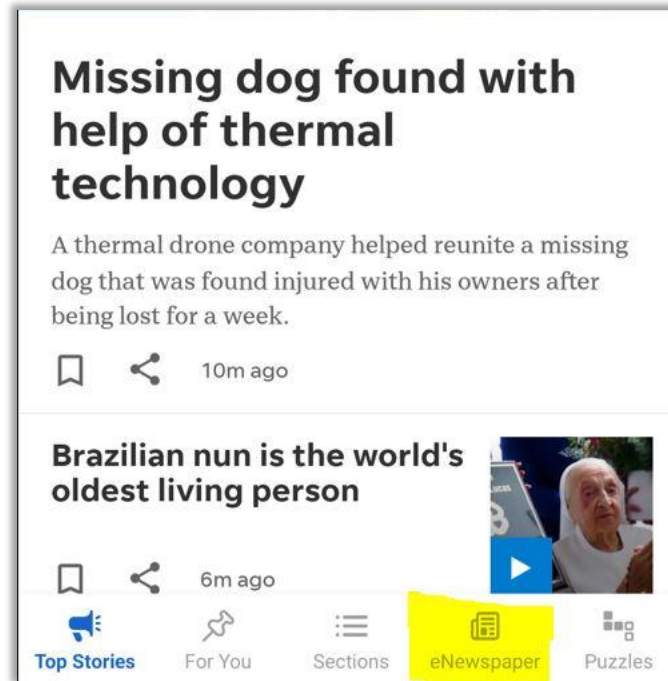 Missing dog found with
help of thermal
technology
A thermal drone company helped reunite a missing
dog that was found injured with his owners after
being lost for a week.
10m ago
Brazilian nun is the world's
oldest living person
6m ago
Top Stories
For You
Sections
eNewspaper
Puzzles